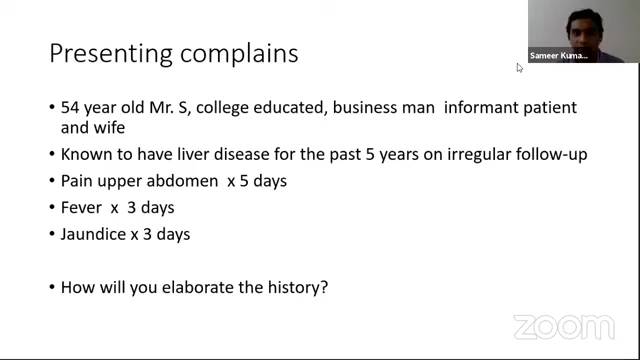 Sameer Kuma...
Presenting complains
• 54 year old Mr. S, college educated, business man informant patient
and wife
• Known to have liver disease for the past 5 years on irregular follow-up
• Pain upper abdomen x 5 days
• Fever x 3 days
• Jaundice x 3 days
• How will you elaborate the history?
zoom